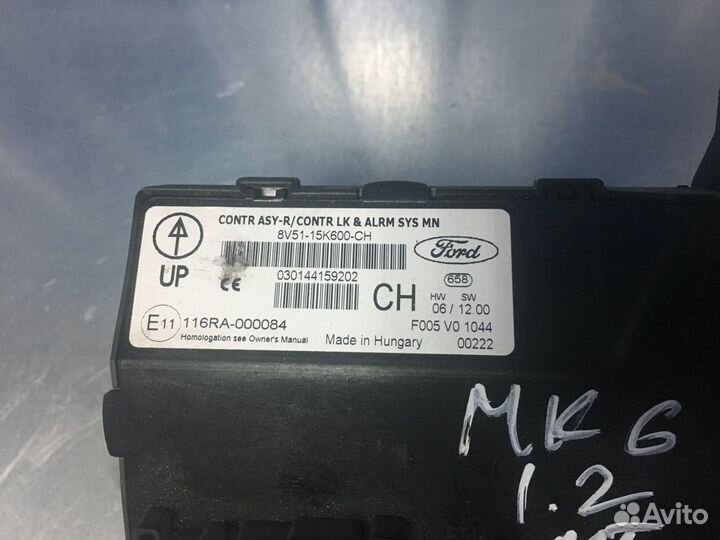 CONTR ASY-R/CONTR LK & ALRM SYS MN
8V51-15K600-CH
Ford
UP
CE
030144159202
658
CH
HW SW
06 / 12.00
E11 116RA-000084
F005 V0 1044
Homologation see Owner's Manual
Made in Hungary
00222
MK 6
1.2
Avito